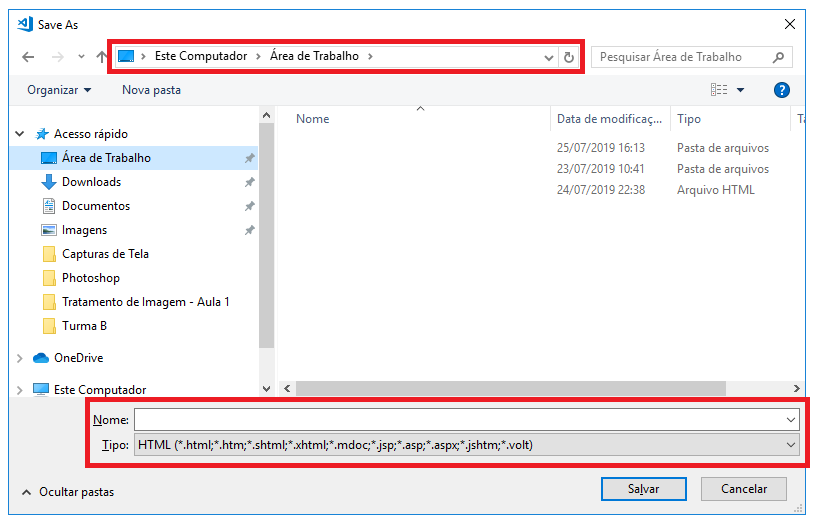 Save As
Este Computador Área de Trabalho
Pesquisar Área de Trabalho
Organizar
Nova pasta
?
Nome
Data de modificaç...
Tipo
Ta
Acesso rápido
Área de Trabalho
Downloads
Documentos
Imagens
Capturas de Tela
Photoshop
Tratamento de Imagem - Aula 1
Turma B
OneDrive
Este Computador
25/07/2019 16:13 Pasta de arquivos
23/07/2019 10:41 Pasta de arquivos
24/07/2019 22:38 Arquivo HTML
Nome:
Tipo: HTML (*.html;*.htm;*.shtml;*.xhtml;*.mdoc;*.jsp;*.asp;*.aspx;*.jshtm;*.volt)
Ocultar pastas
Salvar
Cancelar